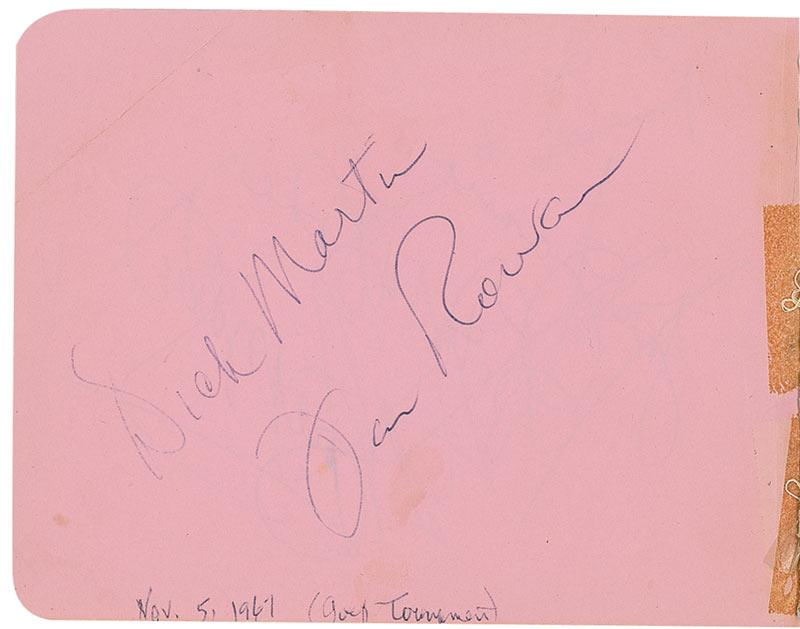 Dick Martin
Dan Rowan
Nov. 5, 1967 (Golf Tournament)